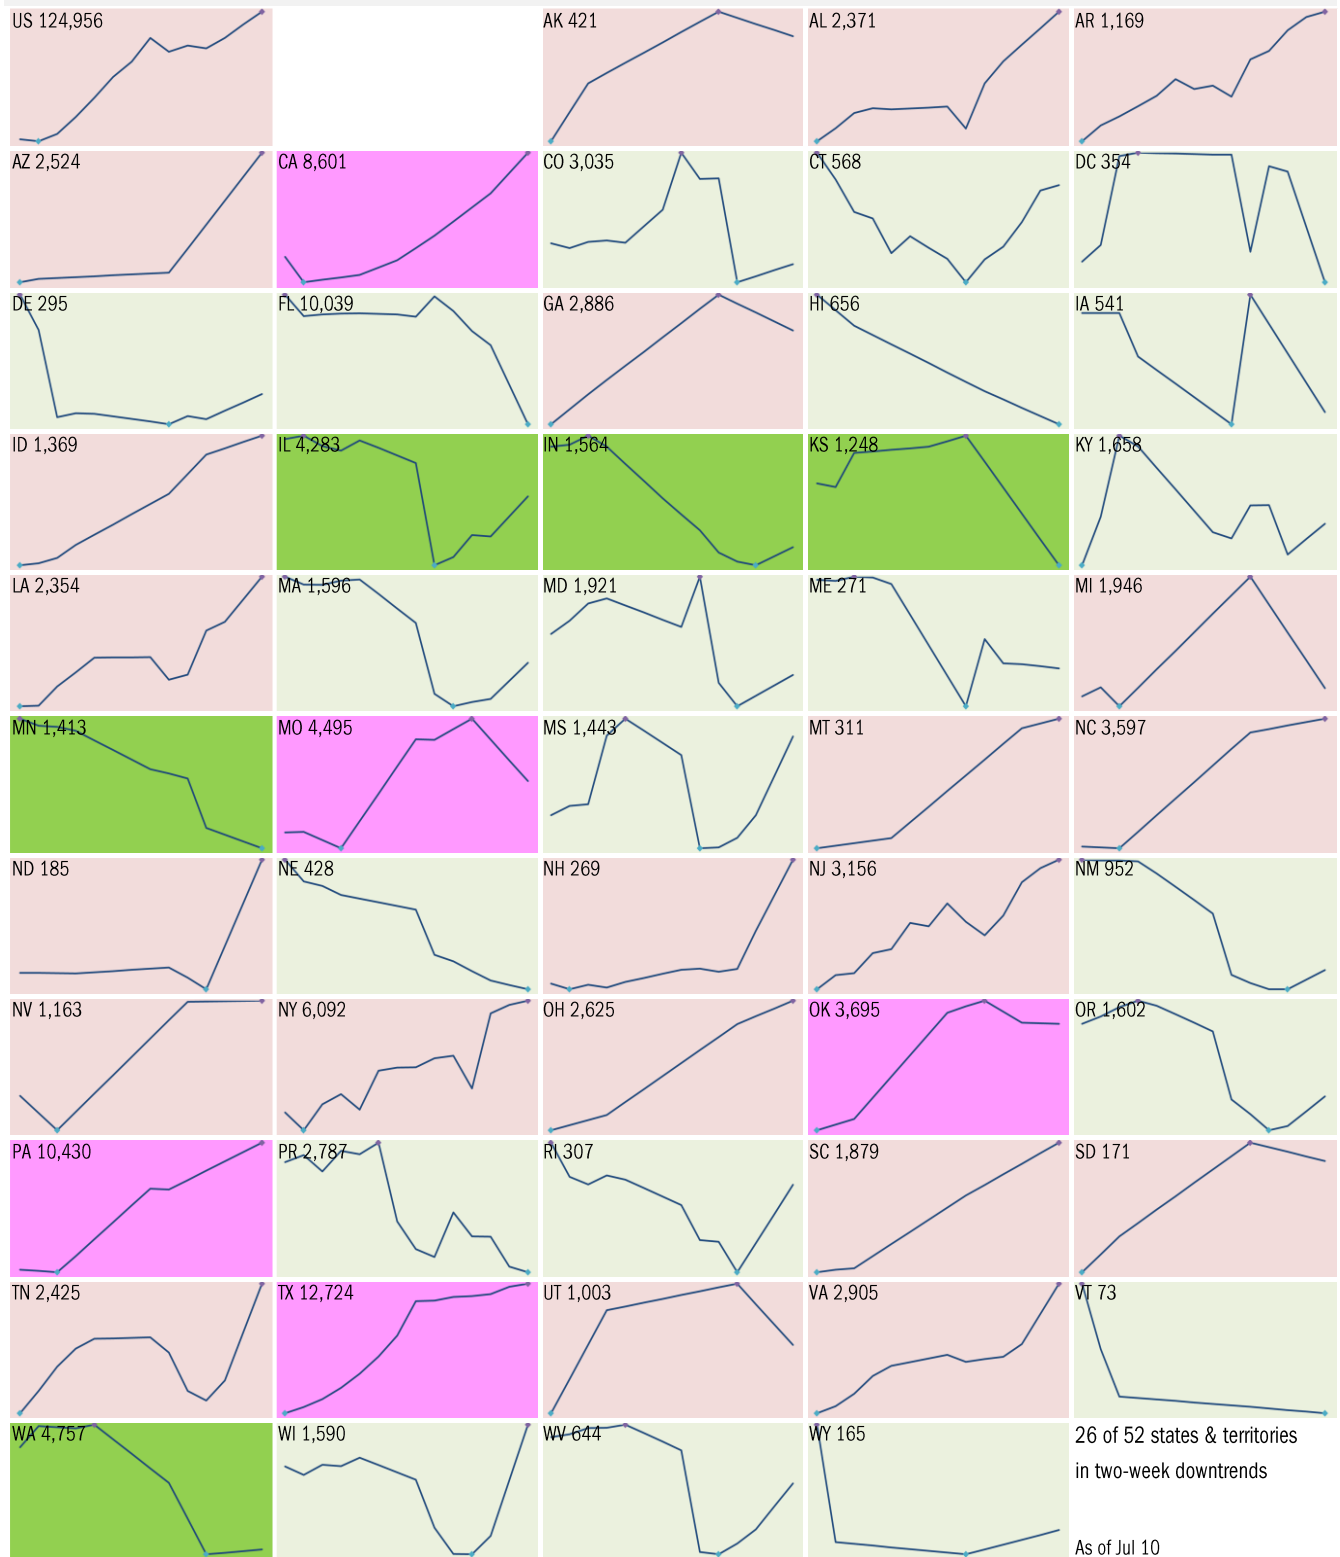 US 124,956
AK 421
AL 2,371
AR 1,169
AZ 2,524
CA 8,601
CO 3,035
CT 568
DC 354
DE 295
FL 10,039
GA 2,886
HI 656
IA 541
ID 1,369
IL 4,283
IN 1,564
KS 1,248
KY 1,658
LA 2,354
MA 1,596
MD 1,921
ME 271
MI 1,946
MN 1,413
MO 4,495
MS 1,443
MT 311
NC 3,597
ND 185
NE 428
NH 269
NJ 3,156
NM 952
NV 1,163
NY 6,092
OH 2,625
OK 3,695
OR 1,602
PA 10,430
PR 2,787
RI 307
SC 1,879
SD 171
TN 2,425
TX 12,724
UT 1,003
VA 2,905
VT 73
WA 4,757
WI 1,590
WV 644
WY 165
26 of 52 states & territories
in two-week downtrends
As of Jul 10